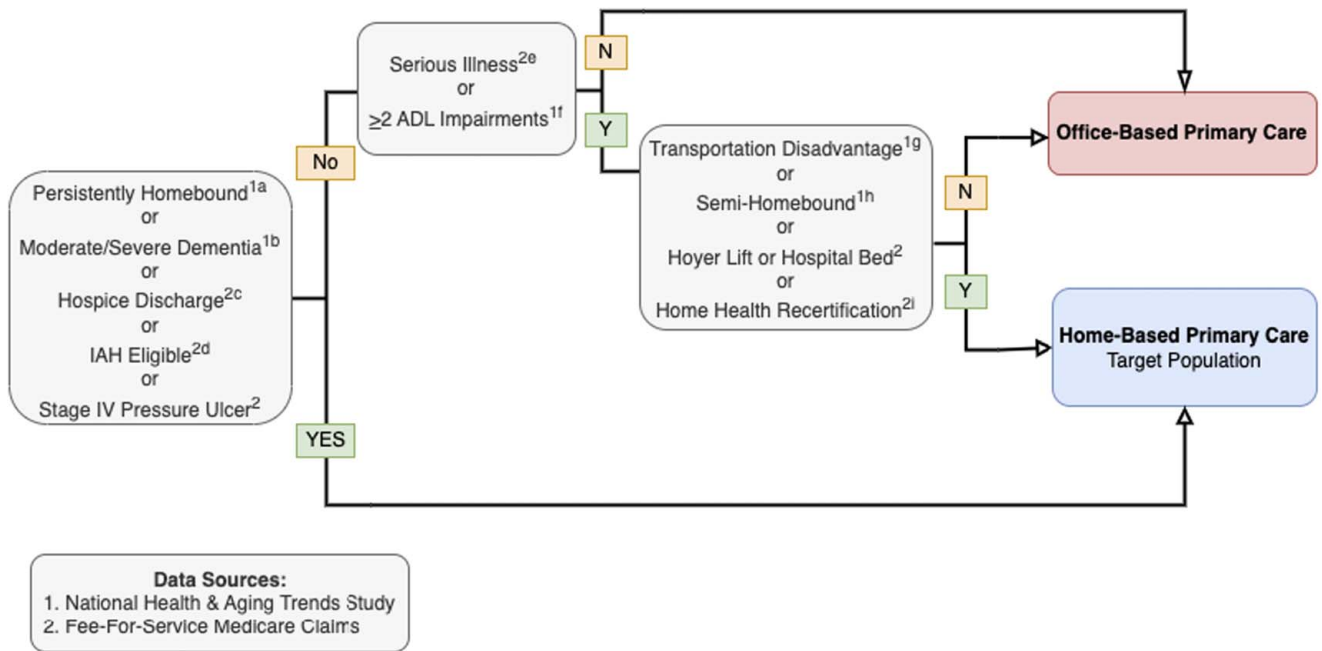 Serious Illness2e
or
≥2 ADL Impairments1f
N
Y
No
Persistently Homebound1a
or
Moderate/Severe Dementia1b
or
Hospice Discharge2c
or
IAH Eligible2d
or
Stage IV Pressure Ulcer2
YES
Transportation Disadvantage1g
or
Semi-Homebound1h
or
Hoyer Lift or Hospital Bed2
or
Home Health Recertification2i
N
Y
Office-Based Primary Care
Home-Based Primary Care
Target Population
Data Sources:
1. National Health & Aging Trends Study
2. Fee-For-Service Medicare Claims